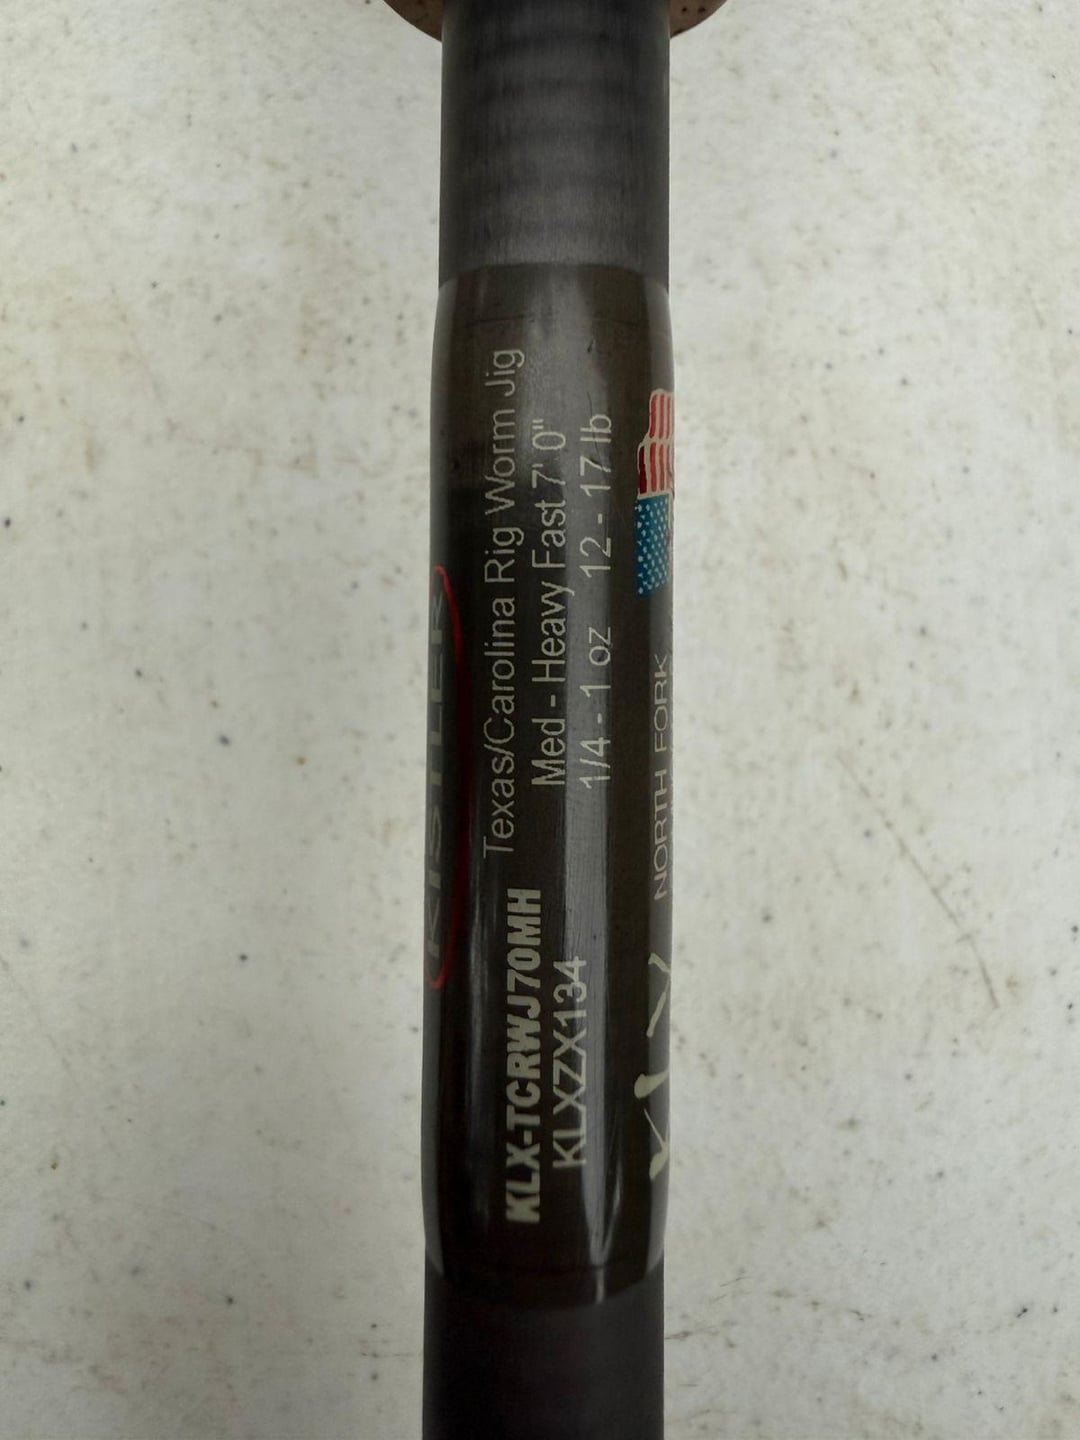 KISTLER
KLX-TCRWJ70MH Texas/Carolina Rig Worm Jig
KLXZX134 Med - Heavy Fast 7' 0"
1/4 - 1 oz 12 - 17 lb
NORTH FORK